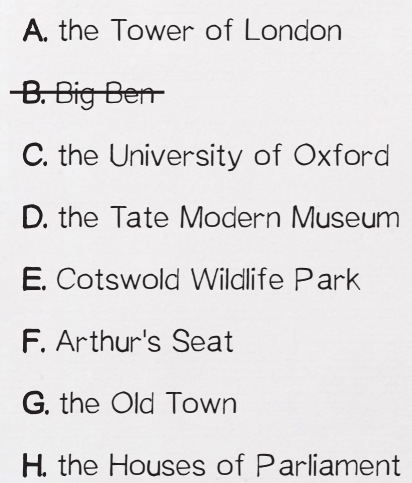 A. the Tower of London
B. Big Ben
C. the University of Oxford
D. the Tate Modern Museum
E. Cotswold Wildlife Park
F. Arthur's Seat
G. the Old Town
H. the Houses of Parliament